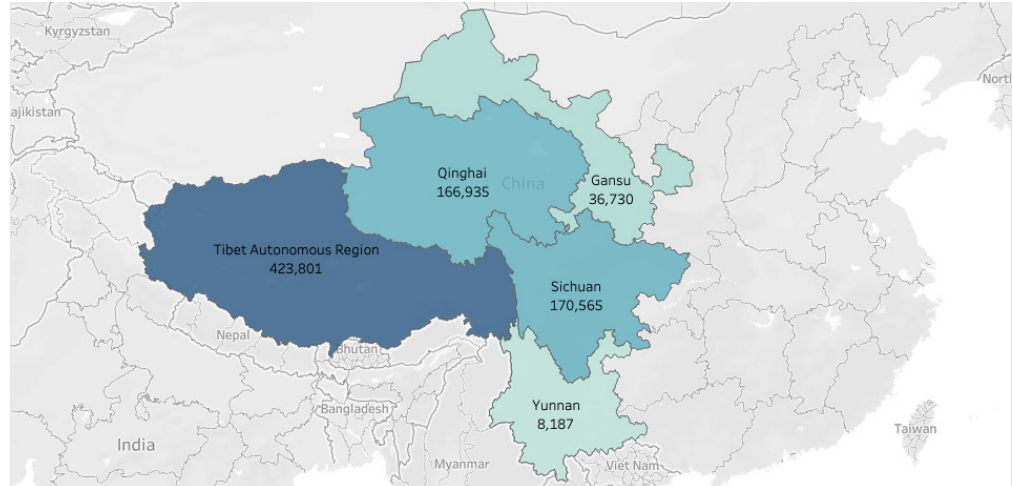 Kyrgyzstan
North
ajikistan
Qinghai
166,935
China
Gansu
36,730
Tibet Autonomous Region
423,801
Sichuan
170,565
Nepal
Bhutan
Yunnan
8,187
Bangladesh
Taiwan
India
Myanmar
Viet Nam